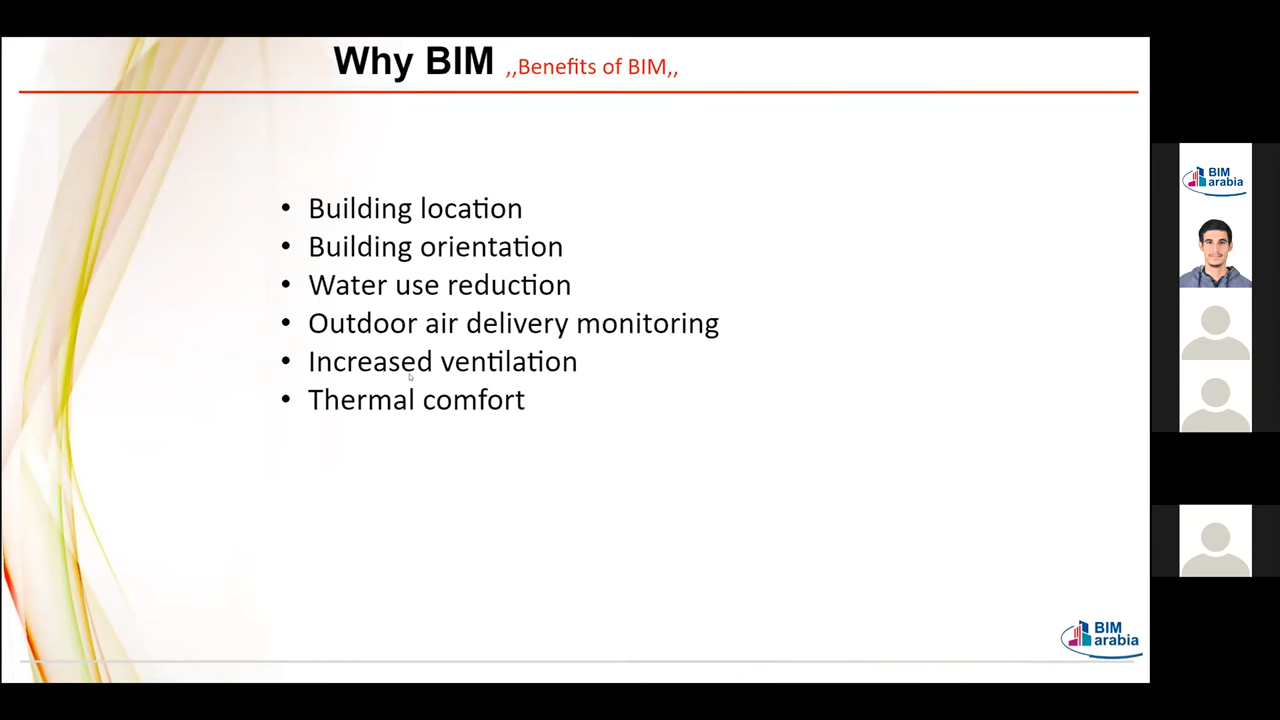 Why BIM ,,Benefits of BIM,,
• Building location
• Building orientation
• Water use reduction
• Outdoor air delivery monitoring
• Increased ventilation
• Thermal comfort
BIM
arabia
BIM
arabia